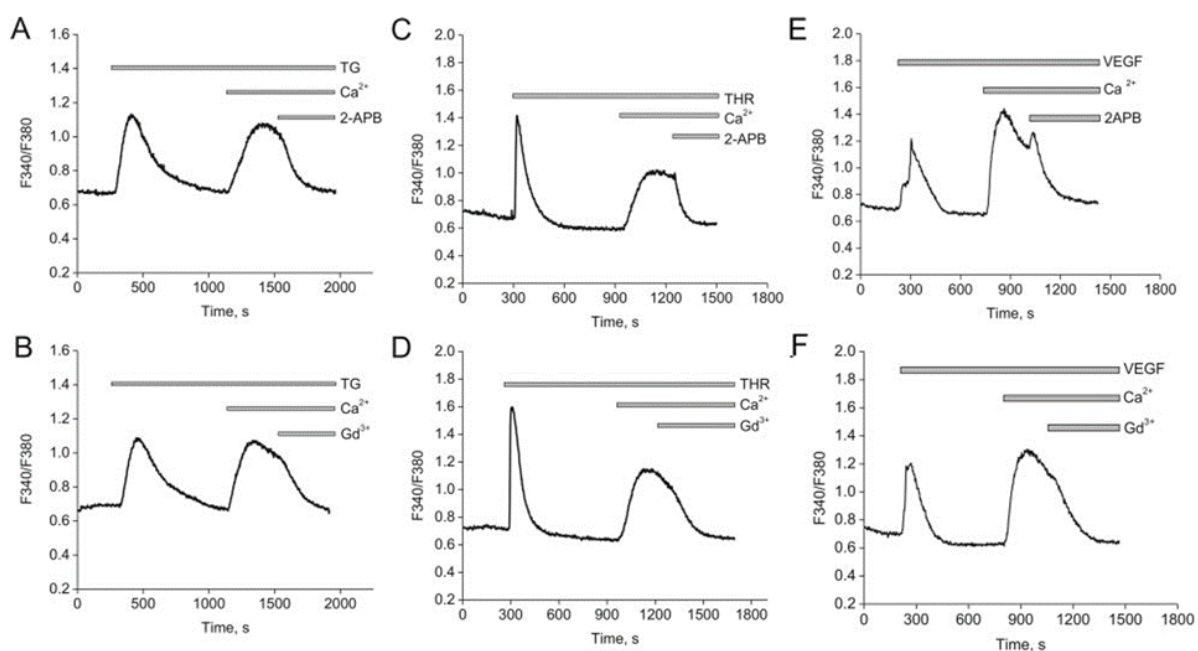 A
1.6
1.4
1.2
1.0
0.8
0.6
0.4
0.2
F340/F380
TG
Ca²⁺
2-APB
0 500 1000 1500 2000
Time, s
C
2.0
1.8
1.6
1.4
1.2
1.0
0.8
0.6
0.4
0.2
F340/F380
THR
Ca²⁺
2-APB
0 300 600 900 1200 1500 1800
Time, s
E
2.0
1.8
1.6
1.4
1.2
1.0
0.8
0.6
0.4
0.2
F340/F380
VEGF
Ca ²⁺
2APB
0 300 600 900 1200 1500 1800
Time, s
B
1.6
1.4
1.2
1.0
0.8
0.6
0.4
0.2
F340/F380
TG
Ca²⁺
Gd³⁺
0 500 1000 1500 2000
Time, s
D
2.0
1.8
1.6
1.4
1.2
1.0
0.8
0.6
0.4
0.2
F340/F380
THR
Ca²⁺
Gd³⁺
0 300 600 900 1200 1500 1800
Time, s
F
2.0
1.8
1.6
1.4
1.2
1.0
0.8
0.6
0.4
0.2
F340/F380
VEGF
Ca²⁺
Gd³⁺
0 300 600 900 1200 1500 1800
Time, s